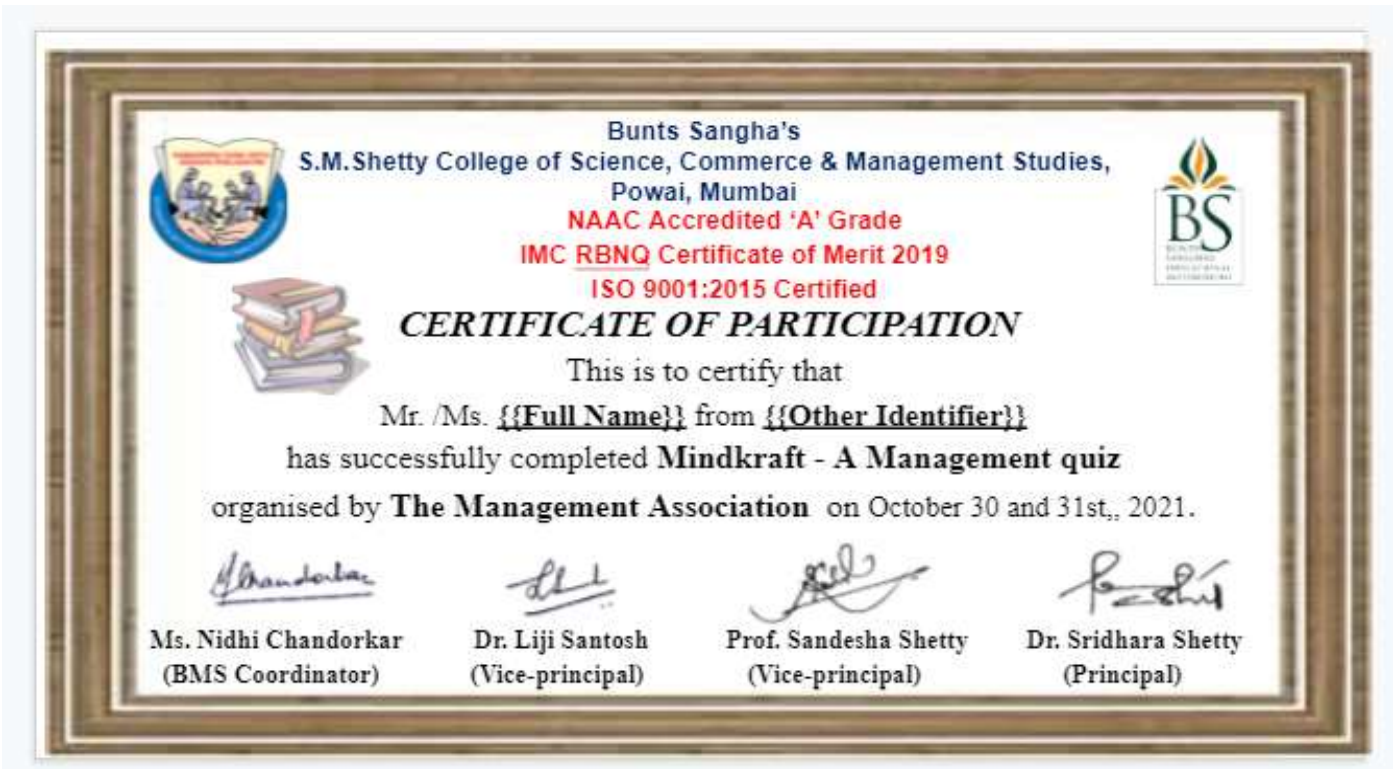 Bunts Sangha's
S.M.Shetty College of Science, Commerce & Management Studies,
Powai, Mumbai
NAAC Accredited ‘A’ Grade
IMC RBNQ Certificate of Merit 2019
ISO 9001:2015 Certified
BS
CERTIFICATE OF PARTICIPATION
This is to certify that
Mr. /Ms. {{Full Name}} from {{Other Identifier}}
has successfully completed Mindkraft - A Management quiz
organised by The Management Association on October 30 and 31st,, 2021.
Ms. Nidhi Chandorkar Dr. Liji Santosh Prof. Sandesha Shetty Dr. Sridhara Shetty
(BMS Coordinator) (Vice-principal) (Vice-principal) (Principal)